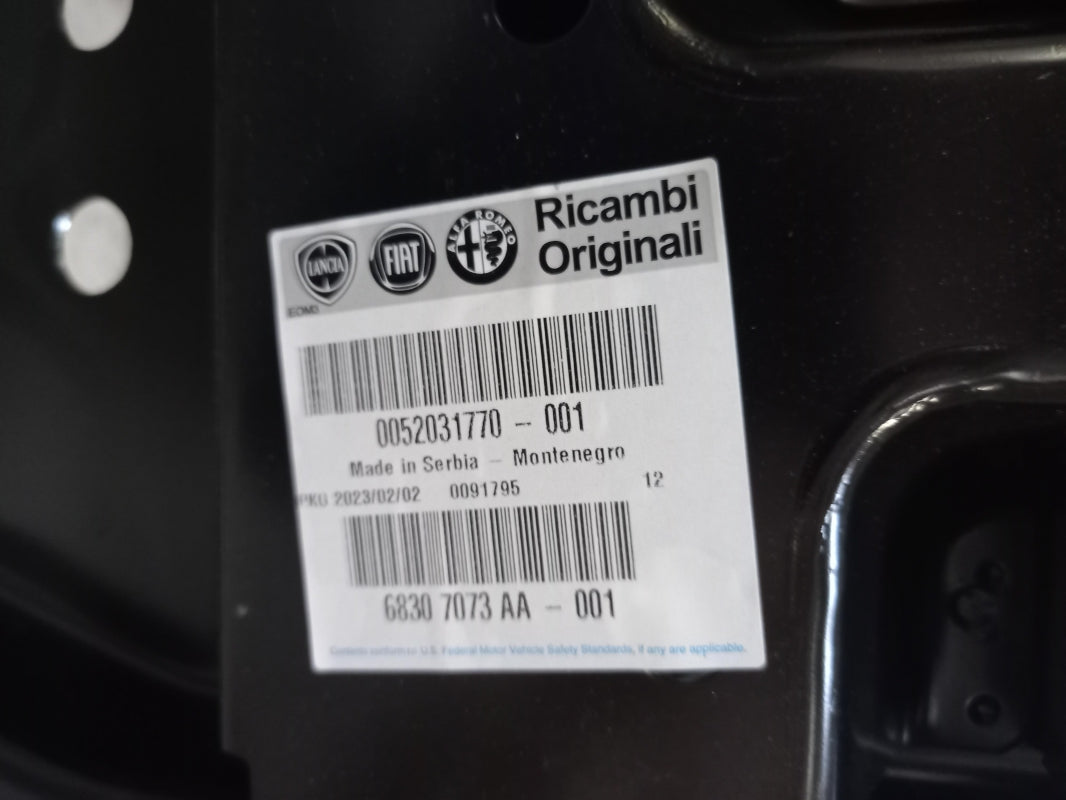 LANCIA FIAT ALFA ROMEO Ricambi
Originali
EOM3
0052031770 - 001
Made in Serbia - Montenegro
PKG 2023/02/02 0091795 12
6830 7073 AA - 001
Contents conform to U.S. Federal Motor Vehicle Safety Standards, if any are applicable.